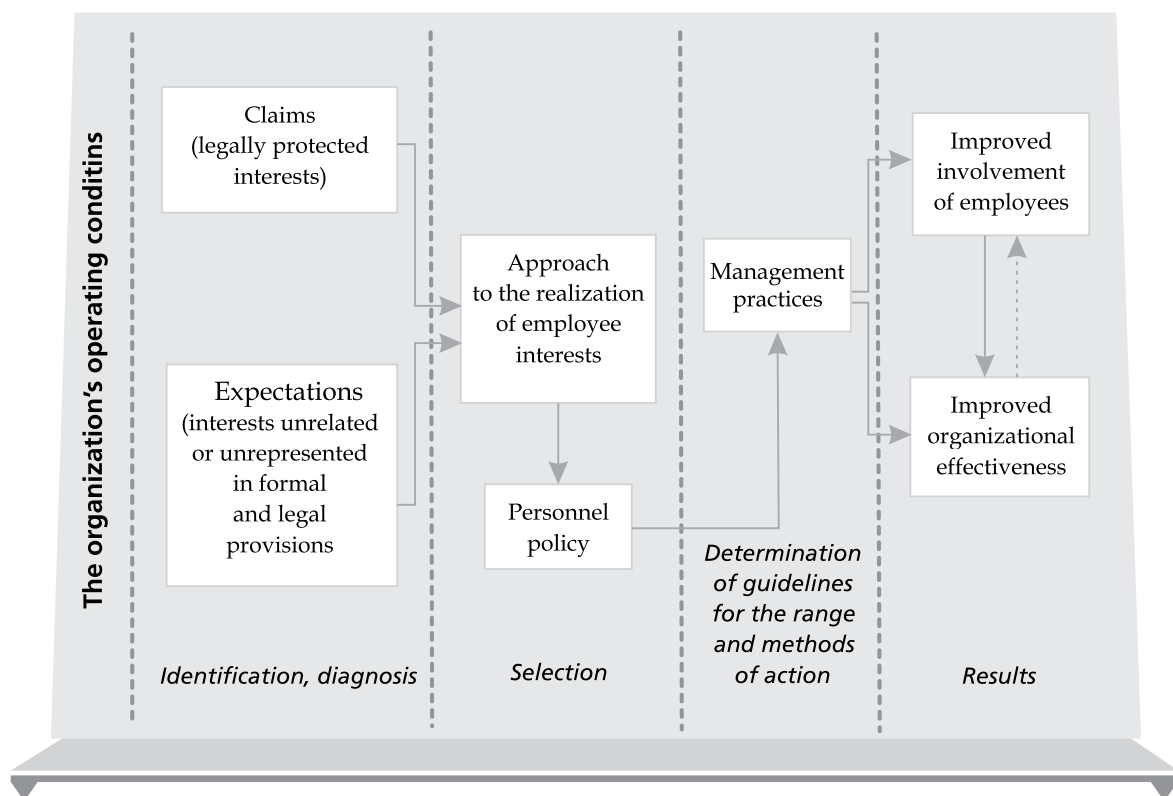 The organization's operating conditins
Claims
(legally protected
interests)
Expectations
(interests unrelated
or unrepresented
in formal
and legal
provisions
Identification, diagnosis
Approach
to the realization
of employee
interests
Personnel
policy
Selection
Management
practices
Determination
of guidelines
for the range
and methods
of action
Improved
involvement
of employees
Improved
organizational
effectiveness
Results